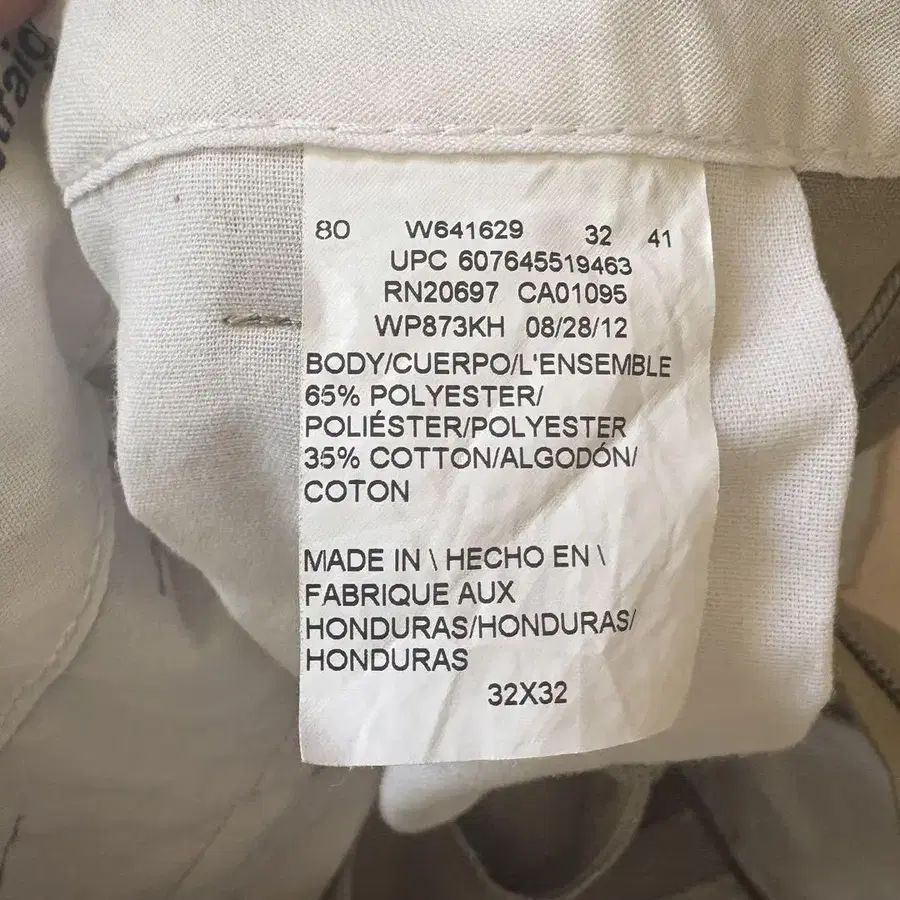 80 W641629 32 41
UPC 607645519463
RN20697 CA01095
WP873KH 08/28/12
BODY/CUERPO/L'ENSEMBLE
65% POLYESTER/
POLIÉSTER/POLYESTER
35% COTTON/ALGODÓN/
COTON
MADE IN \ HECHO EN \
FABRIQUE AUX
HONDURAS/HONDURAS/
HONDURAS
32X32